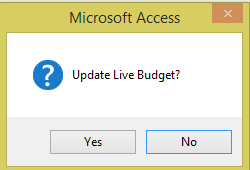 Microsoft Access
Update Live Budget?
Yes
No